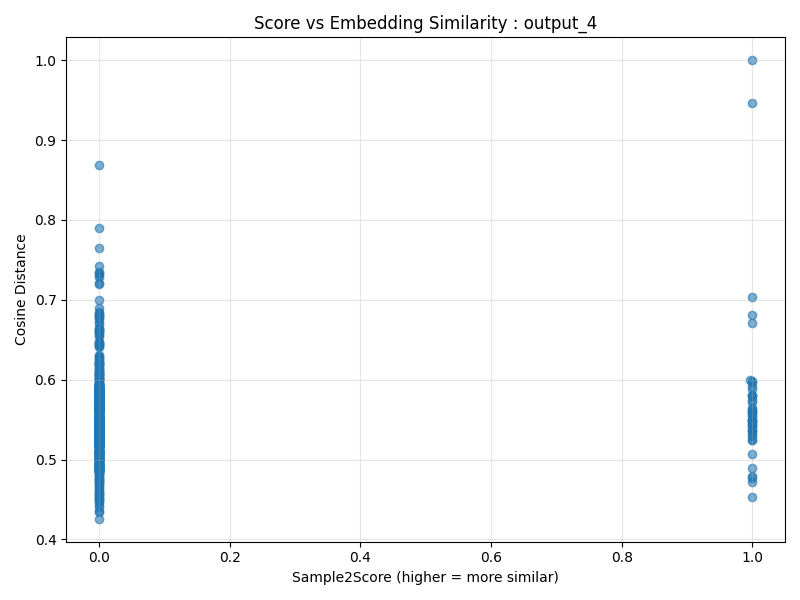 Score vs Embedding Similarity : output_4
Cosine Distance
1.0
0.9
0.8
0.7
0.6
0.5
0.4
0.0 0.2 0.4 0.6 0.8 1.0
Sample2Score (higher = more similar)